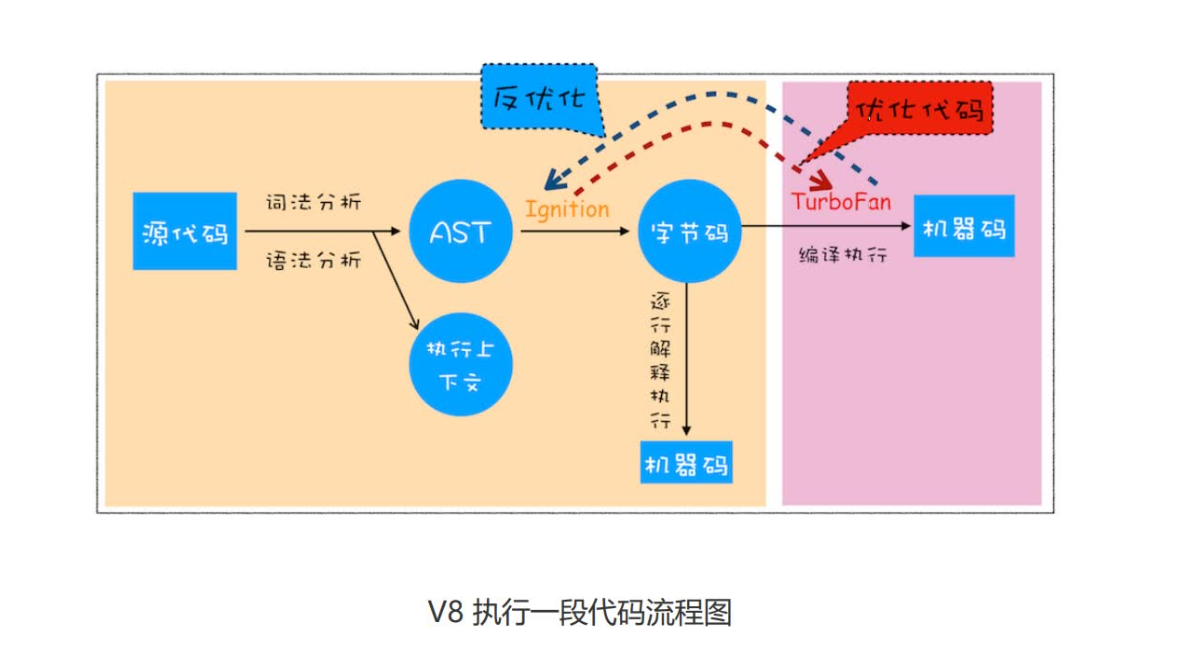 反优化
优化代码
源代码
词法分析
语法分析
AST
执行上
下文
Ignition
字节码
逐行解释执行
机器码
TurboFan
编译执行
机器码
V8 执行一段代码流程图